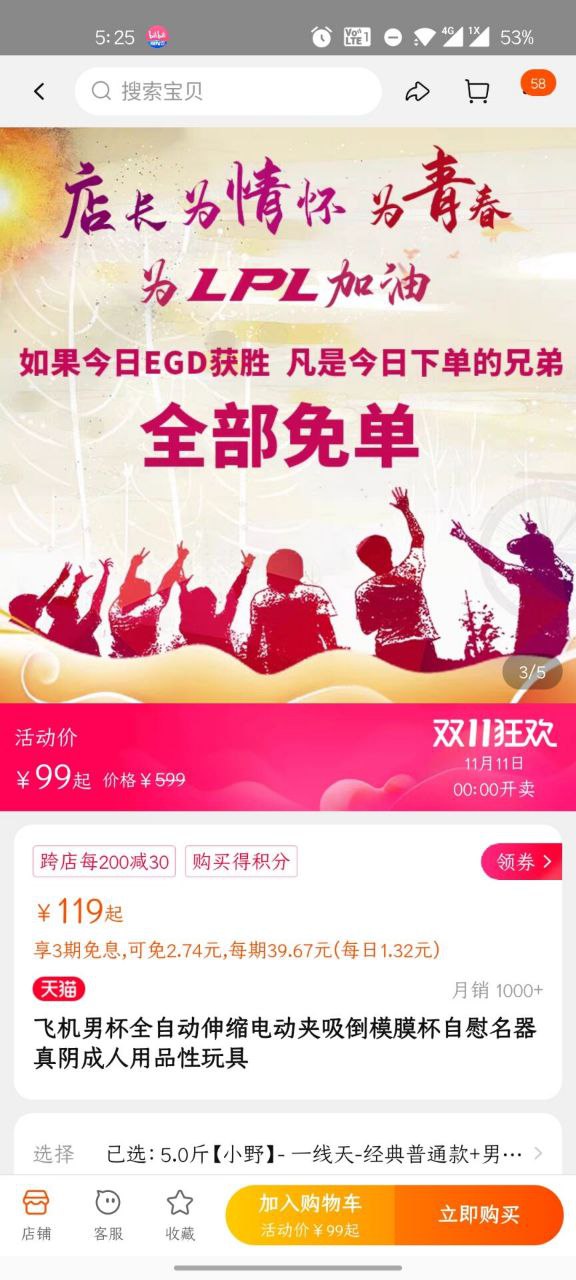 5:25
VoLTE1
4G
1X
53%
搜索宝贝
58
店长为情怀 为青春
为LPL加油
如果今日EGD获胜 凡是今日下单的兄弟
全部免单
3/5
活动价
¥99起 价格¥599
双11狂欢
11月11日
00:00开卖
跨店每200减30
购买得积分
领券
¥119起
享3期免息,可免2.74元,每期39.67元(每日1.32元)
天猫
月销 1000+
飞机男杯全自动伸缩电动夹吸倒模膜杯自慰名器
真阴成人用品性玩具
选择
已选: 5.0斤【小野】- 一线天-经典普通款+男…
店铺
客服
收藏
加入购物车
活动价¥99起
立即购买